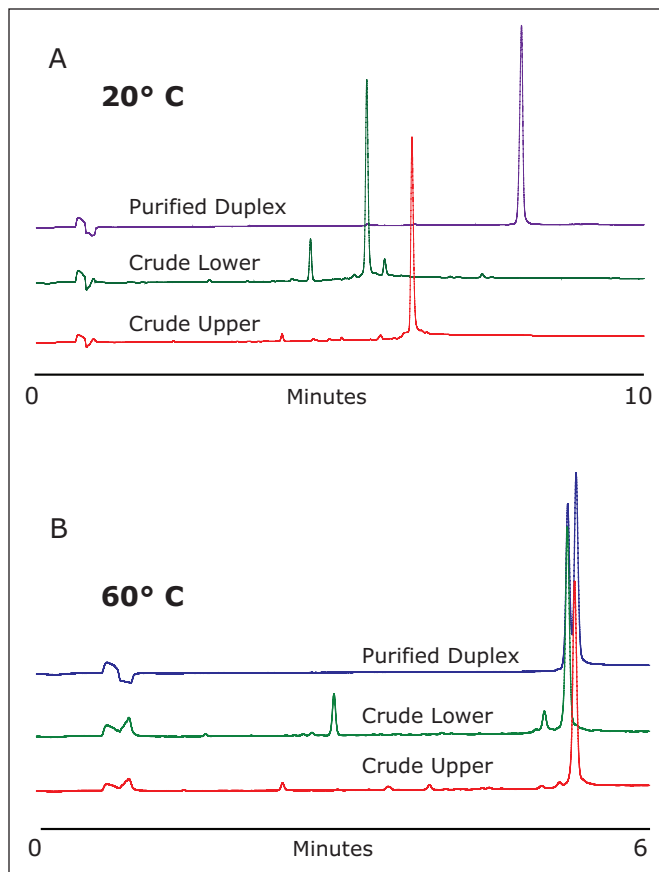 A
20° C
Purified Duplex
Crude Lower
Crude Upper
0 Minutes 10
B
60° C
Purified Duplex
Crude Lower
Crude Upper
0 Minutes 6